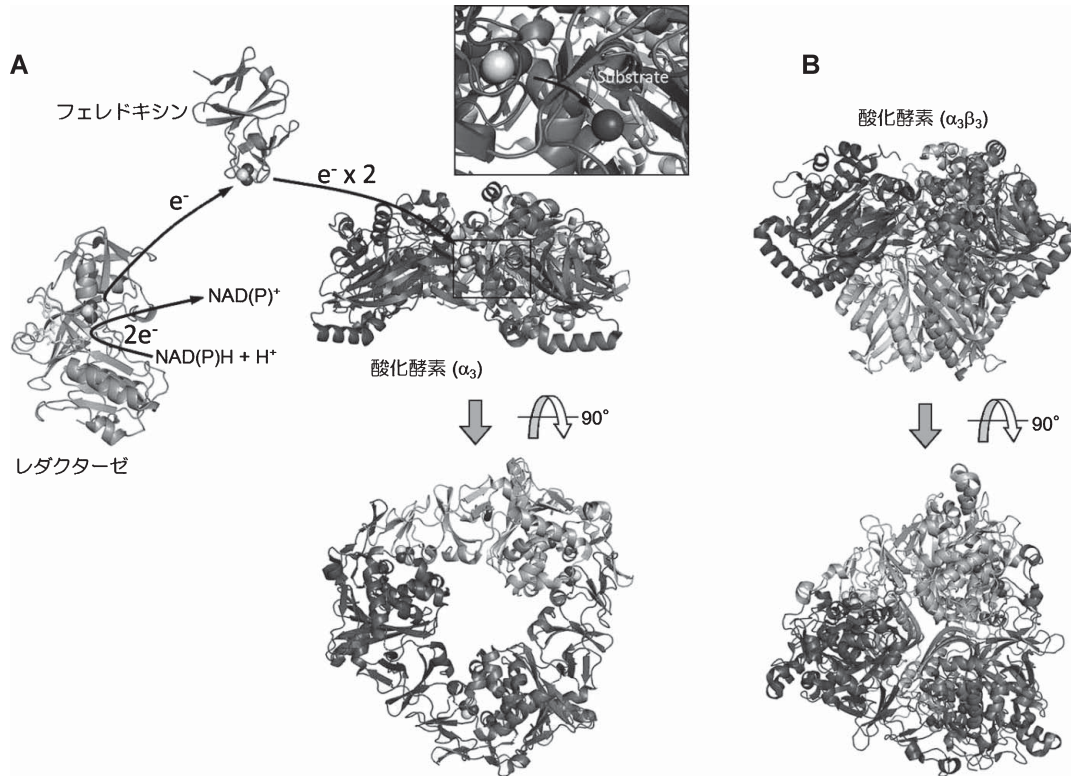 A
フェレドキシン
e⁻
e⁻ x 2
Substrate
NAD(P)⁺
2e⁻
NAD(P)H + H⁺
レダクターゼ
酸化酵素 (α₃)
90°
B
酸化酵素 (α₃β₃)
90°